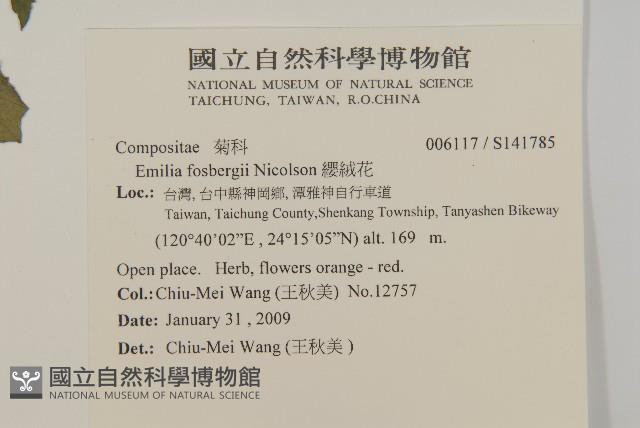 國立自然科學博物館
NATIONAL MUSEUM OF NATURAL SCIENCE
TAICHUNG, TAIWAN, R.O.CHINA
Compositae 菊科 006117 / S141785
Emilia fosbergii Nicolson 纓絨花
Loc.: 台灣, 台中縣神岡鄉, 潭雅神自行車道
Taiwan, Taichung County,Shenkang Township, Tanyashen Bikeway
(120°40’02”E , 24°15’05”N) alt. 169 m.
Open place. Herb, flowers orange - red.
Col.: Chiu-Mei Wang (王秋美) No.12757
Date: January 31 , 2009
Det.: Chiu-Mei Wang (王秋美 )
國立自然科學博物館
NATIONAL MUSEUM OF NATURAL SCIENCE